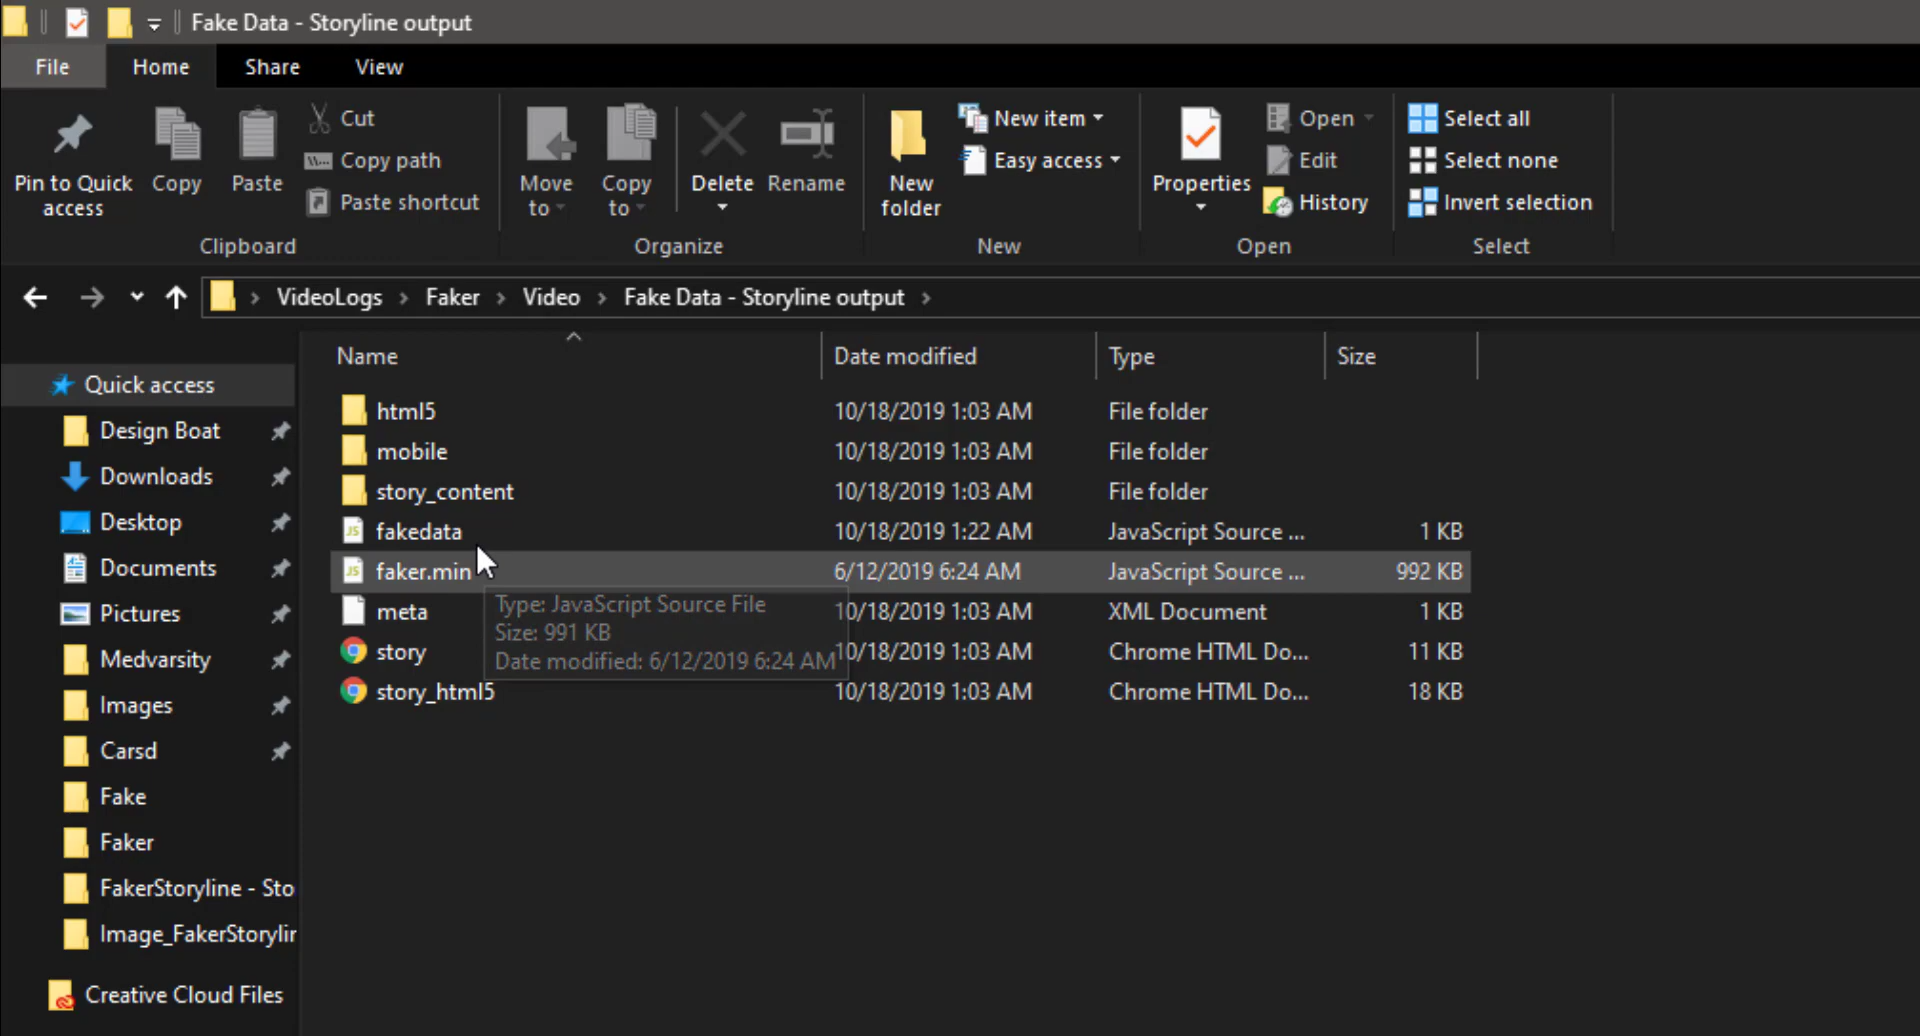 Fake Data - Storyline output
File Home Share View
Pin to Quick access
Copy
Paste
Cut
Copy path
Paste shortcut
Clipboard
Move to
Copy to
Delete
Rename
Organize
New folder
New item
Easy access
New
Properties
Open
Edit
History
Open
Select all
Select none
Invert selection
Select
VideoLogs > Faker > Video > Fake Data - Storyline output >
Quick access
Design Boat
Downloads
Desktop
Documents
Pictures
Medvarsity
Images
Carsd
Fake
Faker
FakerStoryline - Sto
Image_FakerStorylir
Creative Cloud Files
Name Date modified Type Size
html5 10/18/2019 1:03 AM File folder
mobile 10/18/2019 1:03 AM File folder
story_content 10/18/2019 1:03 AM File folder
fakedata 10/18/2019 1:22 AM JavaScript Source ... 1 KB
faker.min 6/12/2019 6:24 AM JavaScript Source ... 992 KB
meta 10/18/2019 1:03 AM XML Document 1 KB
story 10/18/2019 1:03 AM Chrome HTML Do... 11 KB
story_html5 10/18/2019 1:03 AM Chrome HTML Do... 18 KB
Type: JavaScript Source File
Size: 991 KB
Date modified: 6/12/2019 6:24 AM